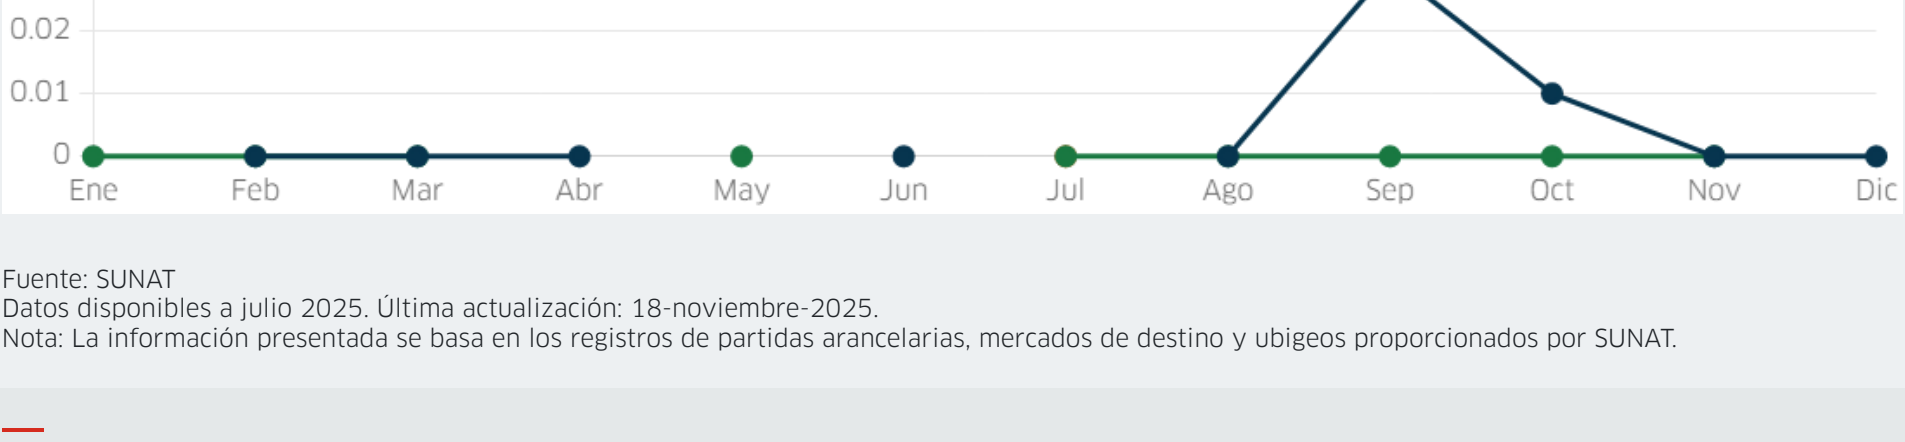 0.02
0.01
0
Ene Feb Mar Abr May Jun Jul Ago Sep Oct Nov Dic
Fuente: SUNAT
Datos disponibles a julio 2025. Última actualización: 18-noviembre-2025.
Nota: La información presentada se basa en los registros de partidas arancelarias, mercados de destino y ubigeos proporcionados por SUNAT.